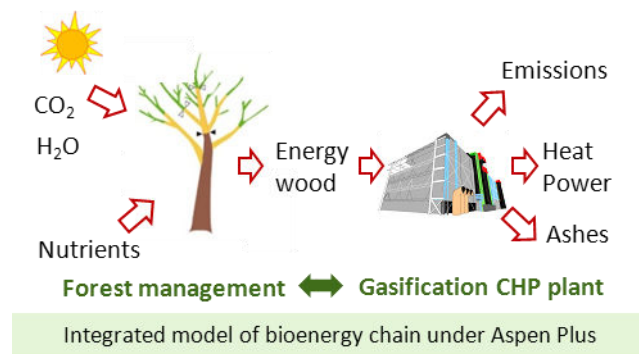 CO₂
H₂O
Nutrients
Energy
wood
Emissions
Heat
Power
Ashes
Forest management
Gasification CHP plant
Integrated model of bioenergy chain under Aspen Plus